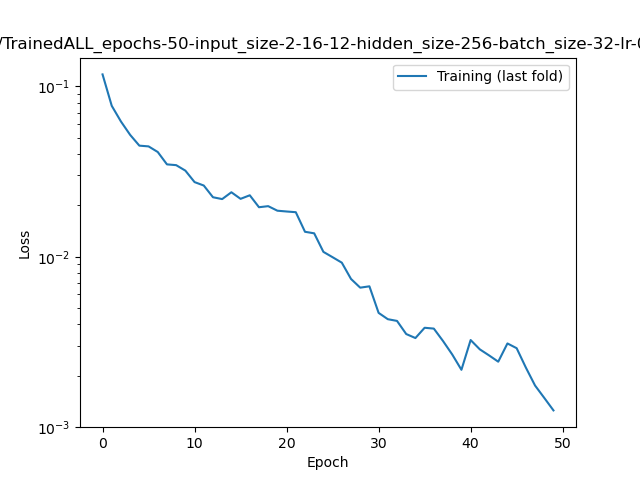 /TrainedALL_epochs-50-input_size-2-16-12-hidden_size-256-batch_size-32-lr-0
Training (last fold)
10⁻¹
10⁻²
10⁻³
Loss
0 10 20 30 40 50
Epoch